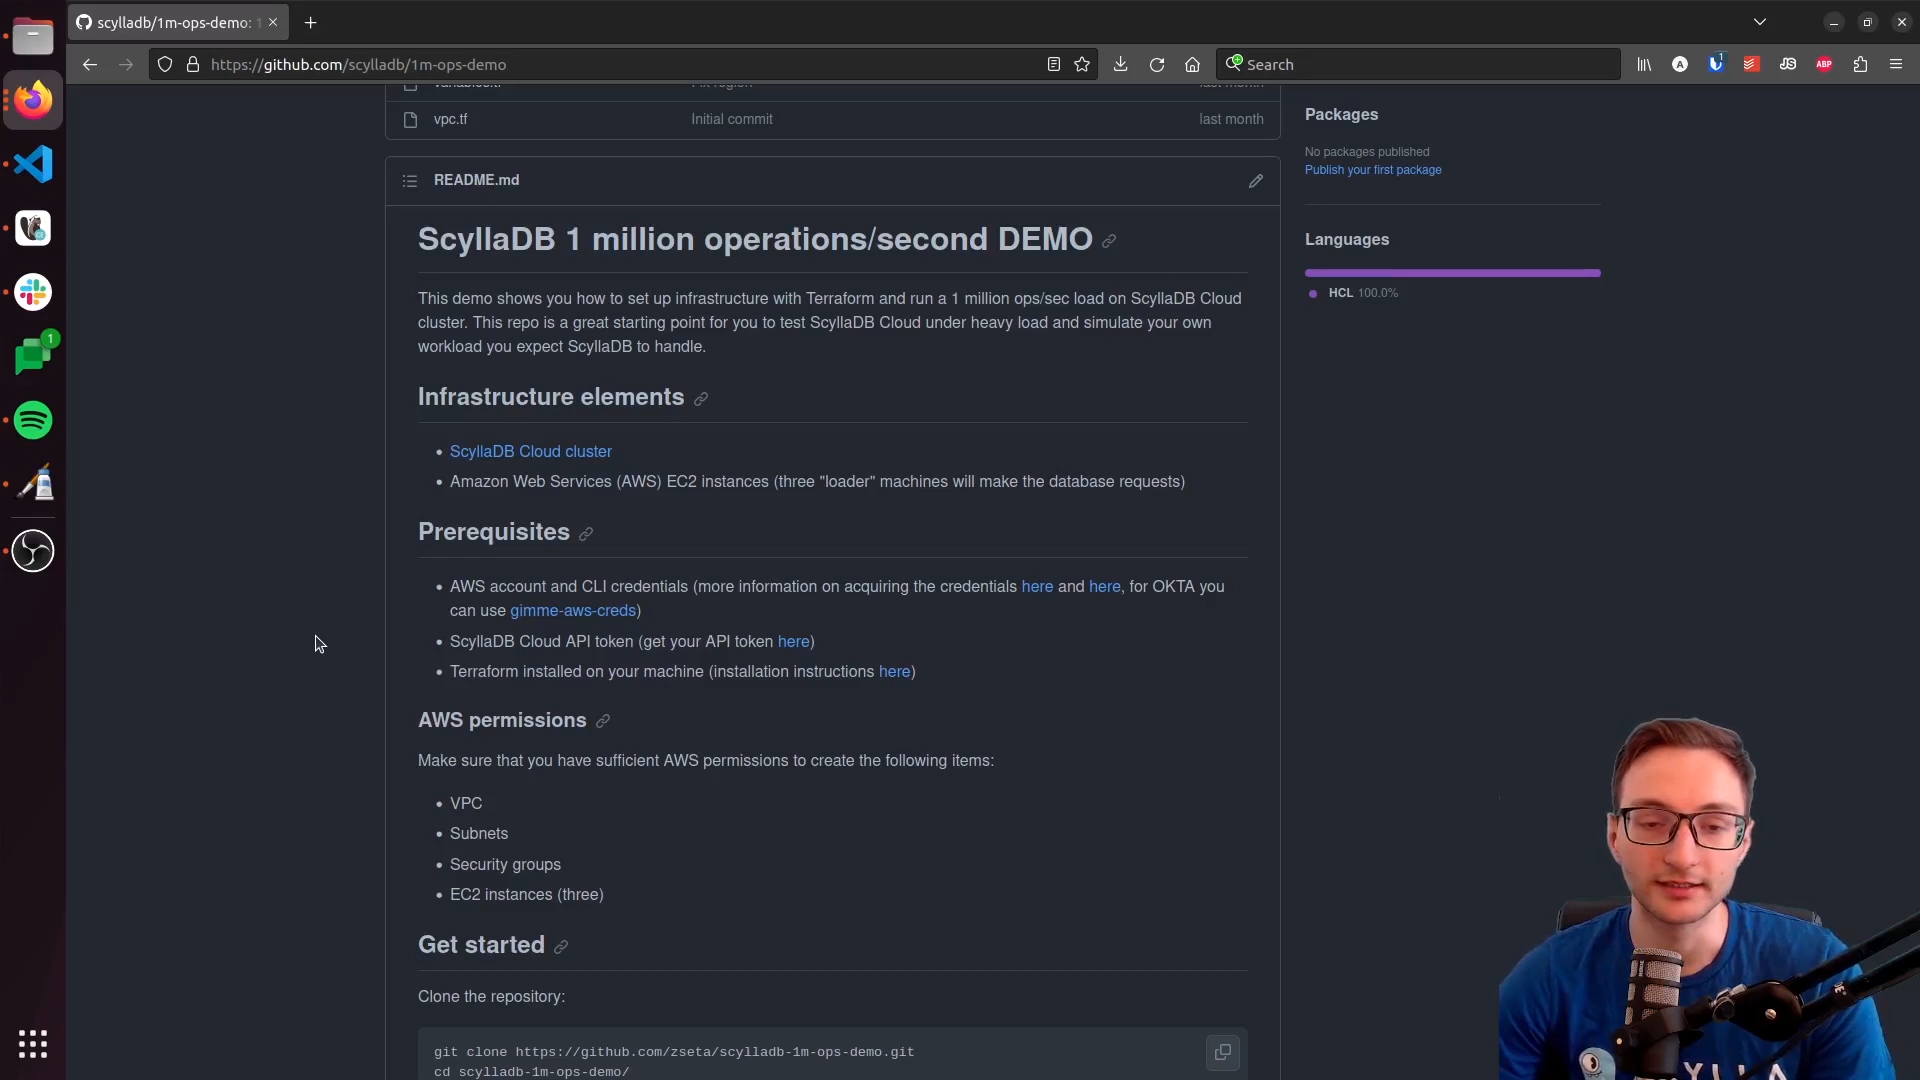 scylladb/1m-ops-demo: 1
https://github.com/scylladb/1m-ops-demo
Search
1
A
JS
ABP
vpc.tf
Initial commit
last month
Packages
No packages published
Publish your first package
README.md
Languages
HCL 100.0%
ScyllaDB 1 million operations/second DEMO
This demo shows you how to set up infrastructure with Terraform and run a 1 million ops/sec load on ScyllaDB Cloud
cluster. This repo is a great starting point for you to test ScyllaDB Cloud under heavy load and simulate your own
workload you expect ScyllaDB to handle.
1
Infrastructure elements
ScyllaDB Cloud cluster
Amazon Web Services (AWS) EC2 instances (three "loader" machines will make the database requests)
Prerequisites
AWS account and CLI credentials (more information on acquiring the credentials here and here, for OKTA you
can use gimme-aws-creds)
ScyllaDB Cloud API token (get your API token here)
Terraform installed on your machine (installation instructions here)
AWS permissions
Make sure that you have sufficient AWS permissions to create the following items:
VPC
Subnets
Security groups
EC2 instances (three)
Get started
Clone the repository:
git clone https://github.com/zseta/scylladb-1m-ops-demo.git
cd scylladb-1m-ops-demo/